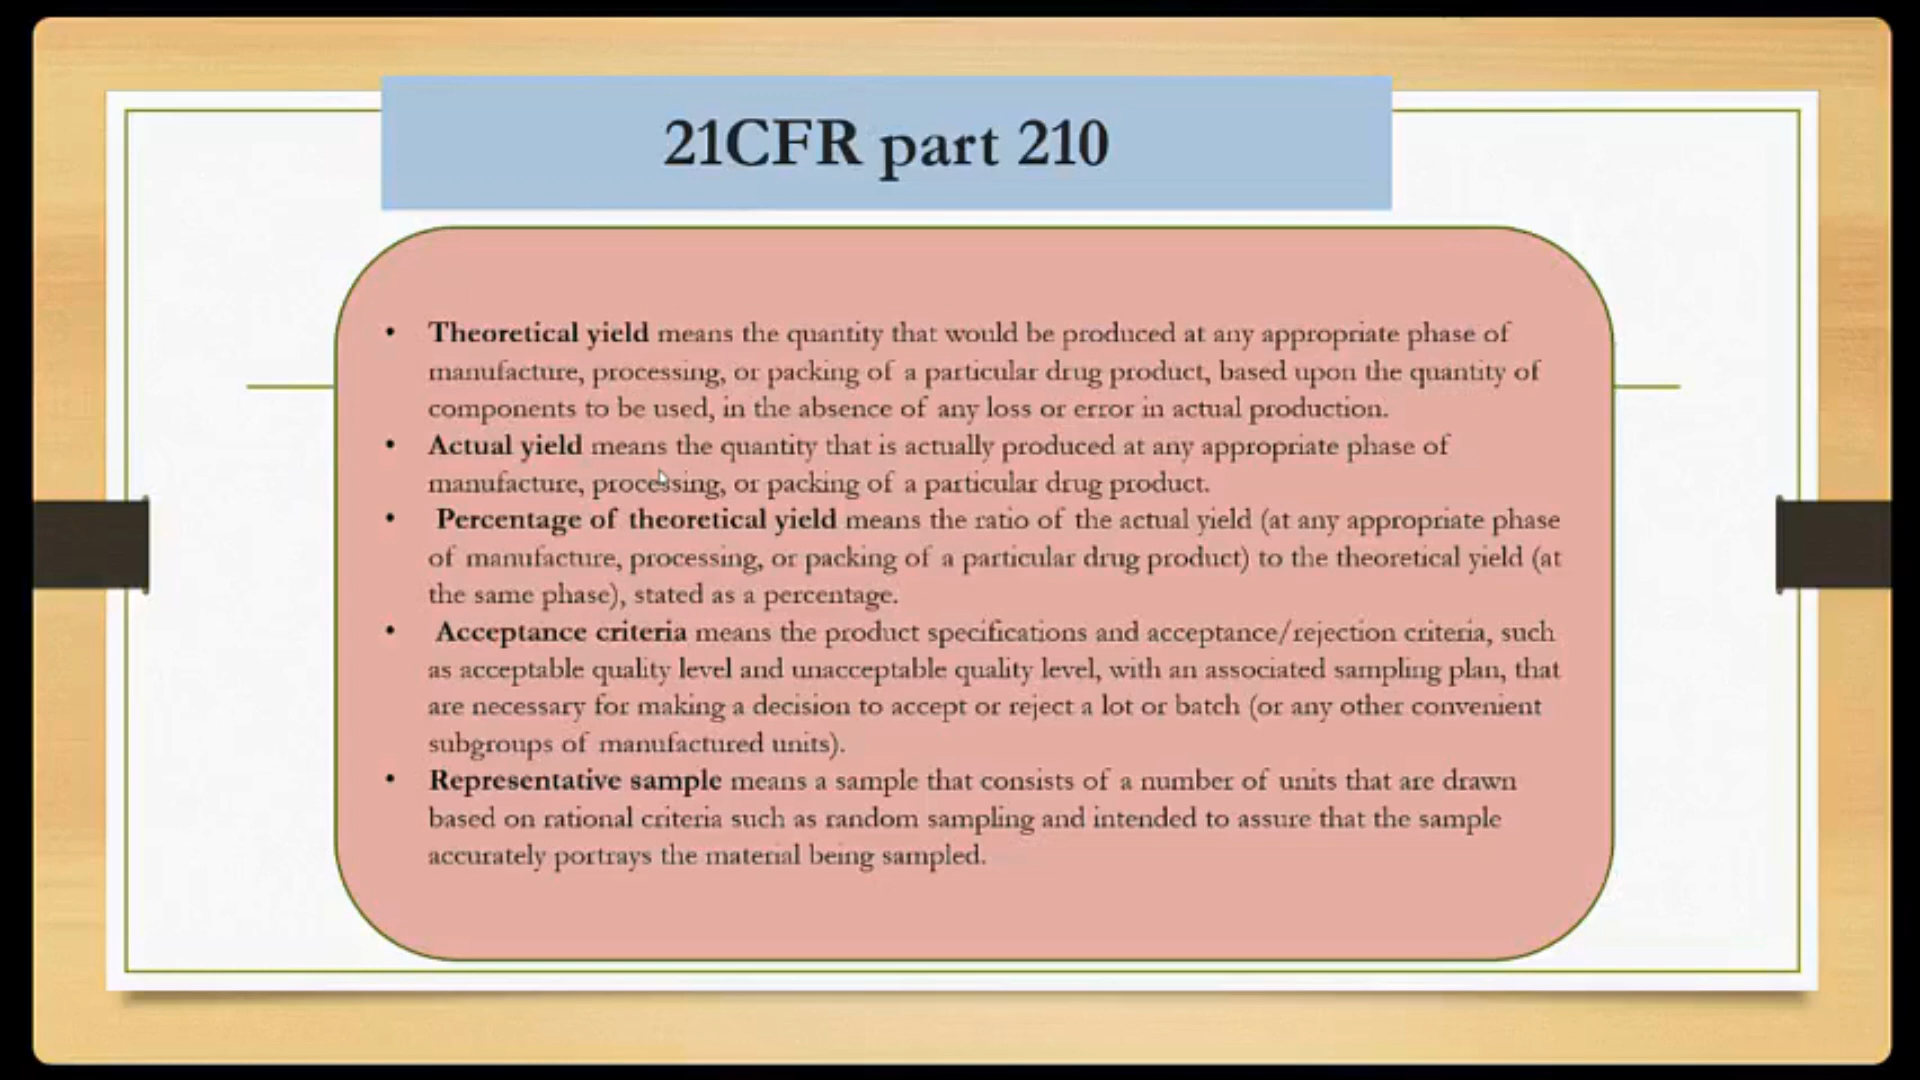 21CFR part 210
• Theoretical yield means the quantity that would be produced at any appropriate phase of
manufacture, processing, or packing of a particular drug product, based upon the quantity of
components to be used, in the absence of any loss or error in actual production.
• Actual yield means the quantity that is actually produced at any appropriate phase of
manufacture, processing, or packing of a particular drug product.
• Percentage of theoretical yield means the ratio of the actual yield (at any appropriate phase
of manufacture, processing, or packing of a particular drug product) to the theoretical yield (at
the same phase), stated as a percentage.
• Acceptance criteria means the product specifications and acceptance/rejection criteria, such
as acceptable quality level and unacceptable quality level, with an associated sampling plan, that
are necessary for making a decision to accept or reject a lot or batch (or any other convenient
subgroups of manufactured units).
• Representative sample means a sample that consists of a number of units that are drawn
based on rational criteria such as random sampling and intended to assure that the sample
accurately portrays the material being sampled.